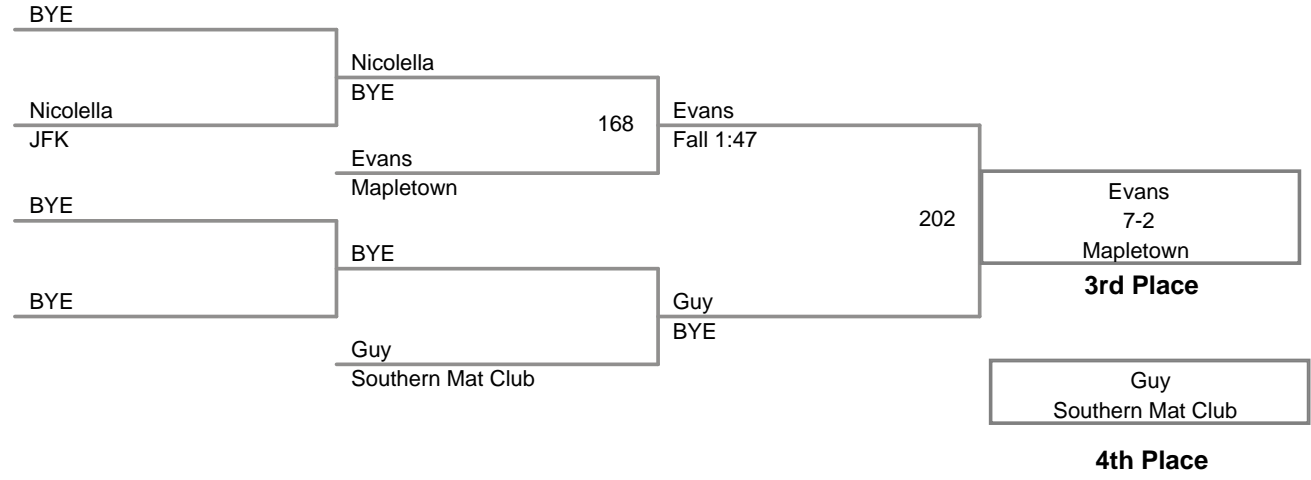 BYE
Nicolella
BYE
Nicolella
JFK
168
Evans
Fall 1:47
Evans
Mapletown
BYE
202
Evans
7-2
Mapletown
3rd Place
BYE
BYE
Guy
BYE
Guy
Southern Mat Club
Guy
Southern Mat Club
4th Place